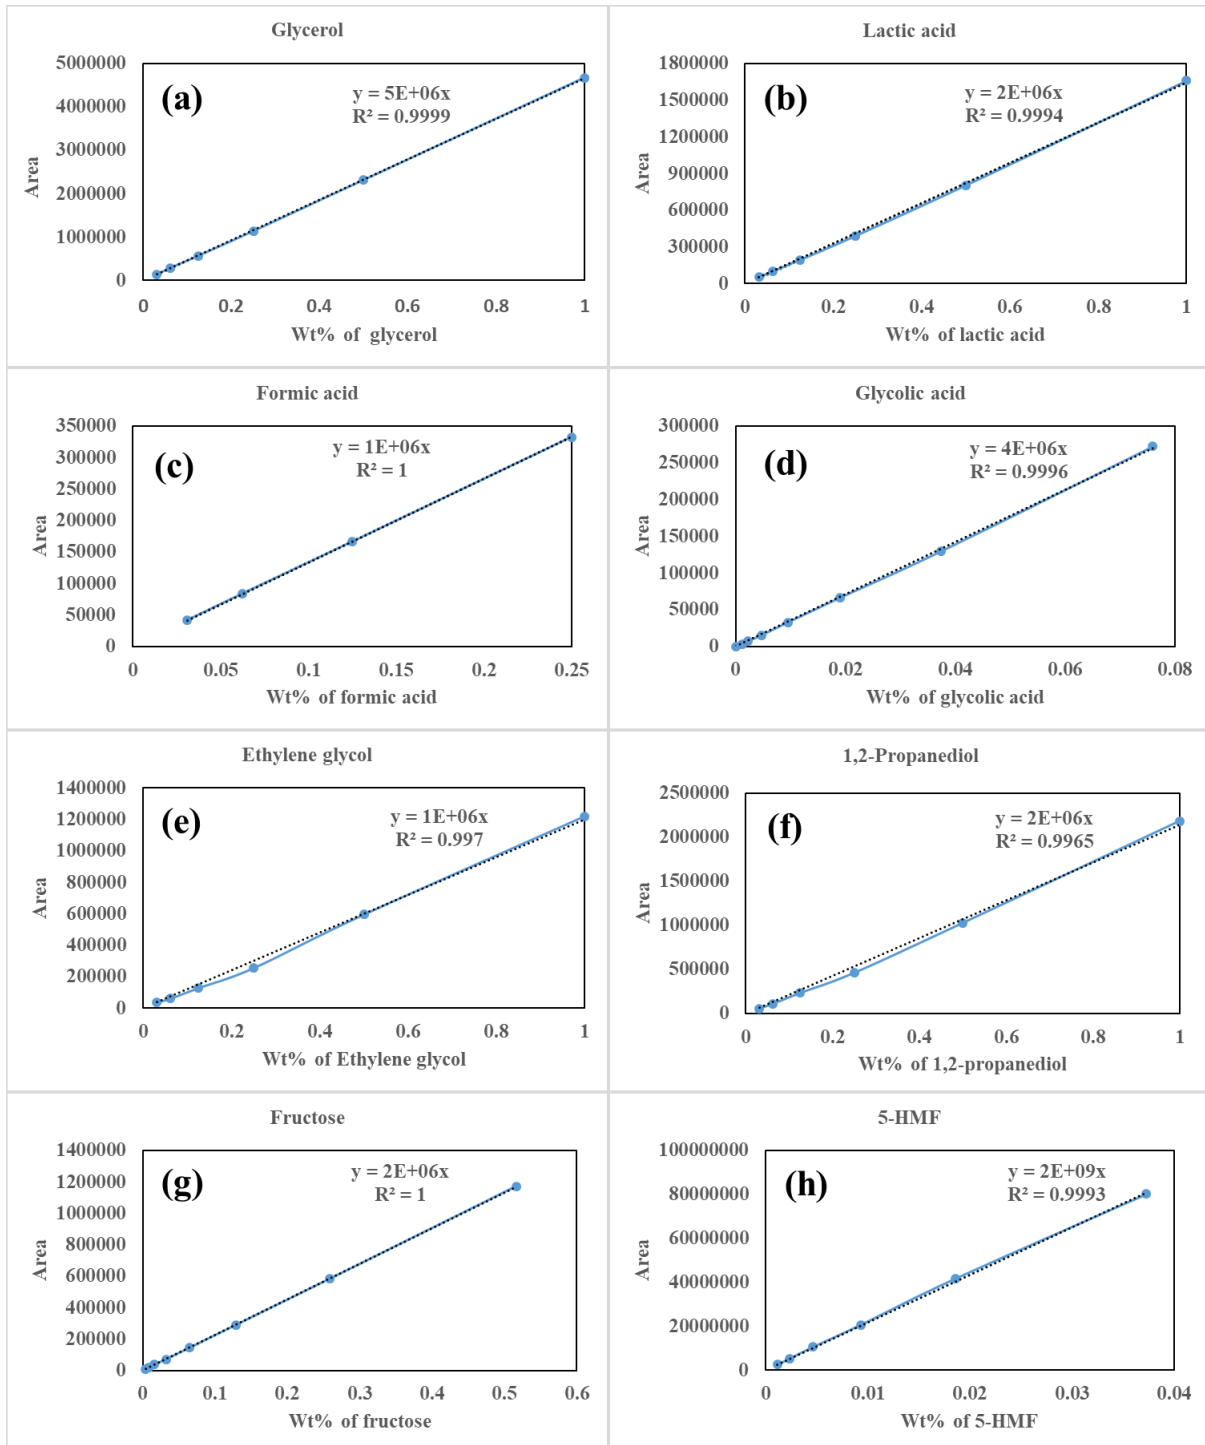 Glycerol
(a)
y = 5E+06x
R² = 0.9999
5000000
4000000
3000000
2000000
1000000
0
Area
0 0.2 0.4 0.6 0.8 1
Wt% of glycerol
Lactic acid
(b)
y = 2E+06x
R² = 0.9994
1800000
1500000
1200000
900000
600000
300000
0
Area
0 0.2 0.4 0.6 0.8 1
Wt% of lactic acid
Formic acid
(c)
y = 1E+06x
R² = 1
350000
300000
250000
200000
150000
100000
50000
0
Area
0 0.05 0.1 0.15 0.2 0.25
Wt% of formic acid
Glycolic acid
(d)
y = 4E+06x
R² = 0.9996
300000
250000
200000
150000
100000
50000
0
Area
0 0.02 0.04 0.06 0.08
Wt% of glycolic acid
Ethylene glycol
(e)
y = 1E+06x
R² = 0.997
1400000
1200000
1000000
800000
600000
400000
200000
0
Area
0 0.2 0.4 0.6 0.8 1
Wt% of Ethylene glycol
1,2-Propanediol
(f)
y = 2E+06x
R² = 0.9965
2500000
2000000
1500000
1000000
500000
0
Area
0 0.2 0.4 0.6 0.8 1
Wt% of 1,2-propanediol
Fructose
(g)
y = 2E+06x
R² = 1
1400000
1200000
1000000
800000
600000
400000
200000
0
Area
0 0.1 0.2 0.3 0.4 0.5 0.6
Wt% of fructose
5-HMF
(h)
y = 2E+09x
R² = 0.9993
100000000
80000000
60000000
40000000
20000000
0
Area
0 0.01 0.02 0.03 0.04
Wt% of 5-HMF